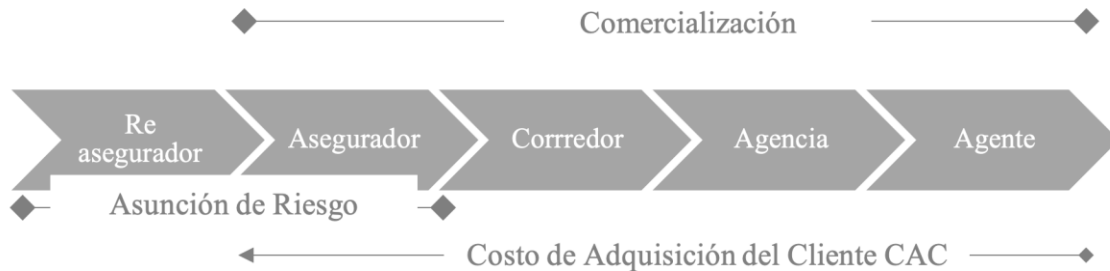 Comercialización
Re
asegurador
Asegurador
Corrredor
Agencia
Agente
Asunción de Riesgo
Costo de Adquisición del Cliente CAC